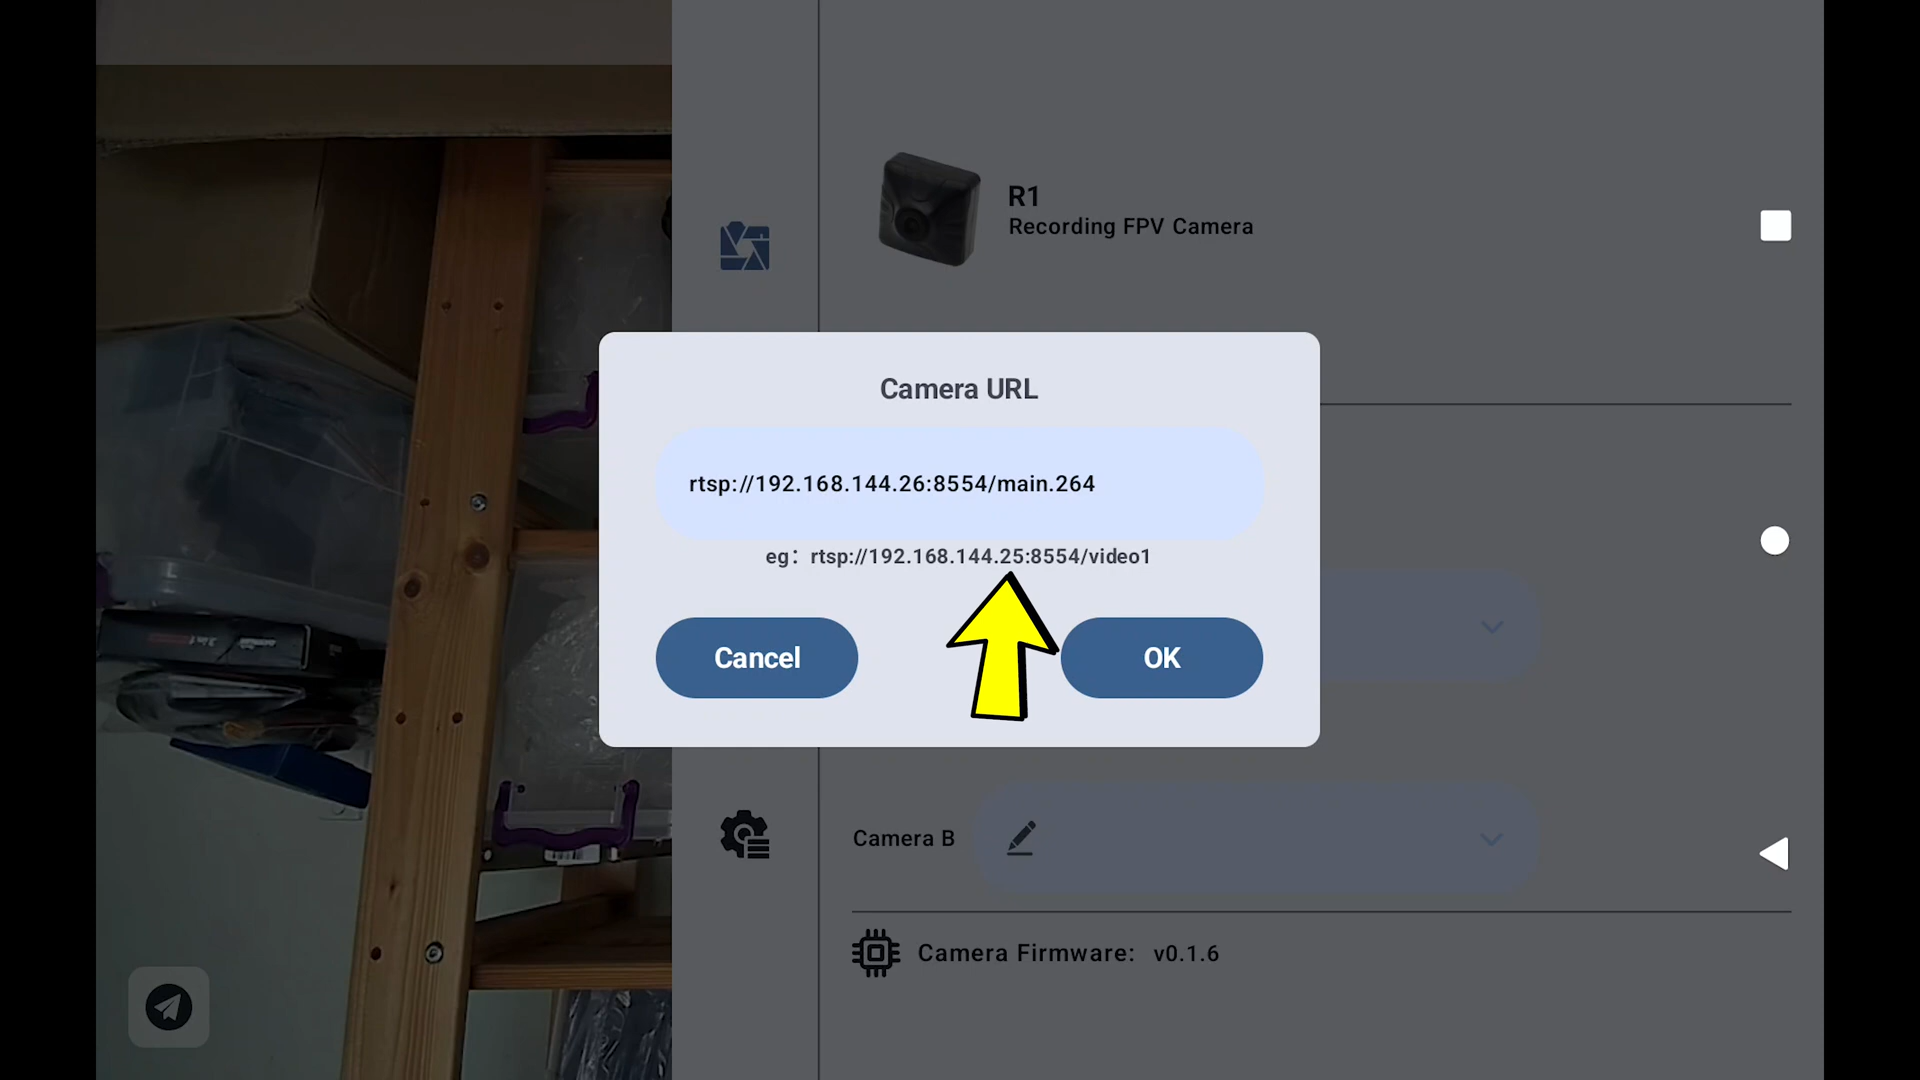 R1
Recording FPV Camera
Camera URL
rtsp://192.168.144.26:8554/main.264
eg: rtsp://192.168.144.25:8554/video1
Cancel
OK
Camera B
Camera Firmware: v0.1.6